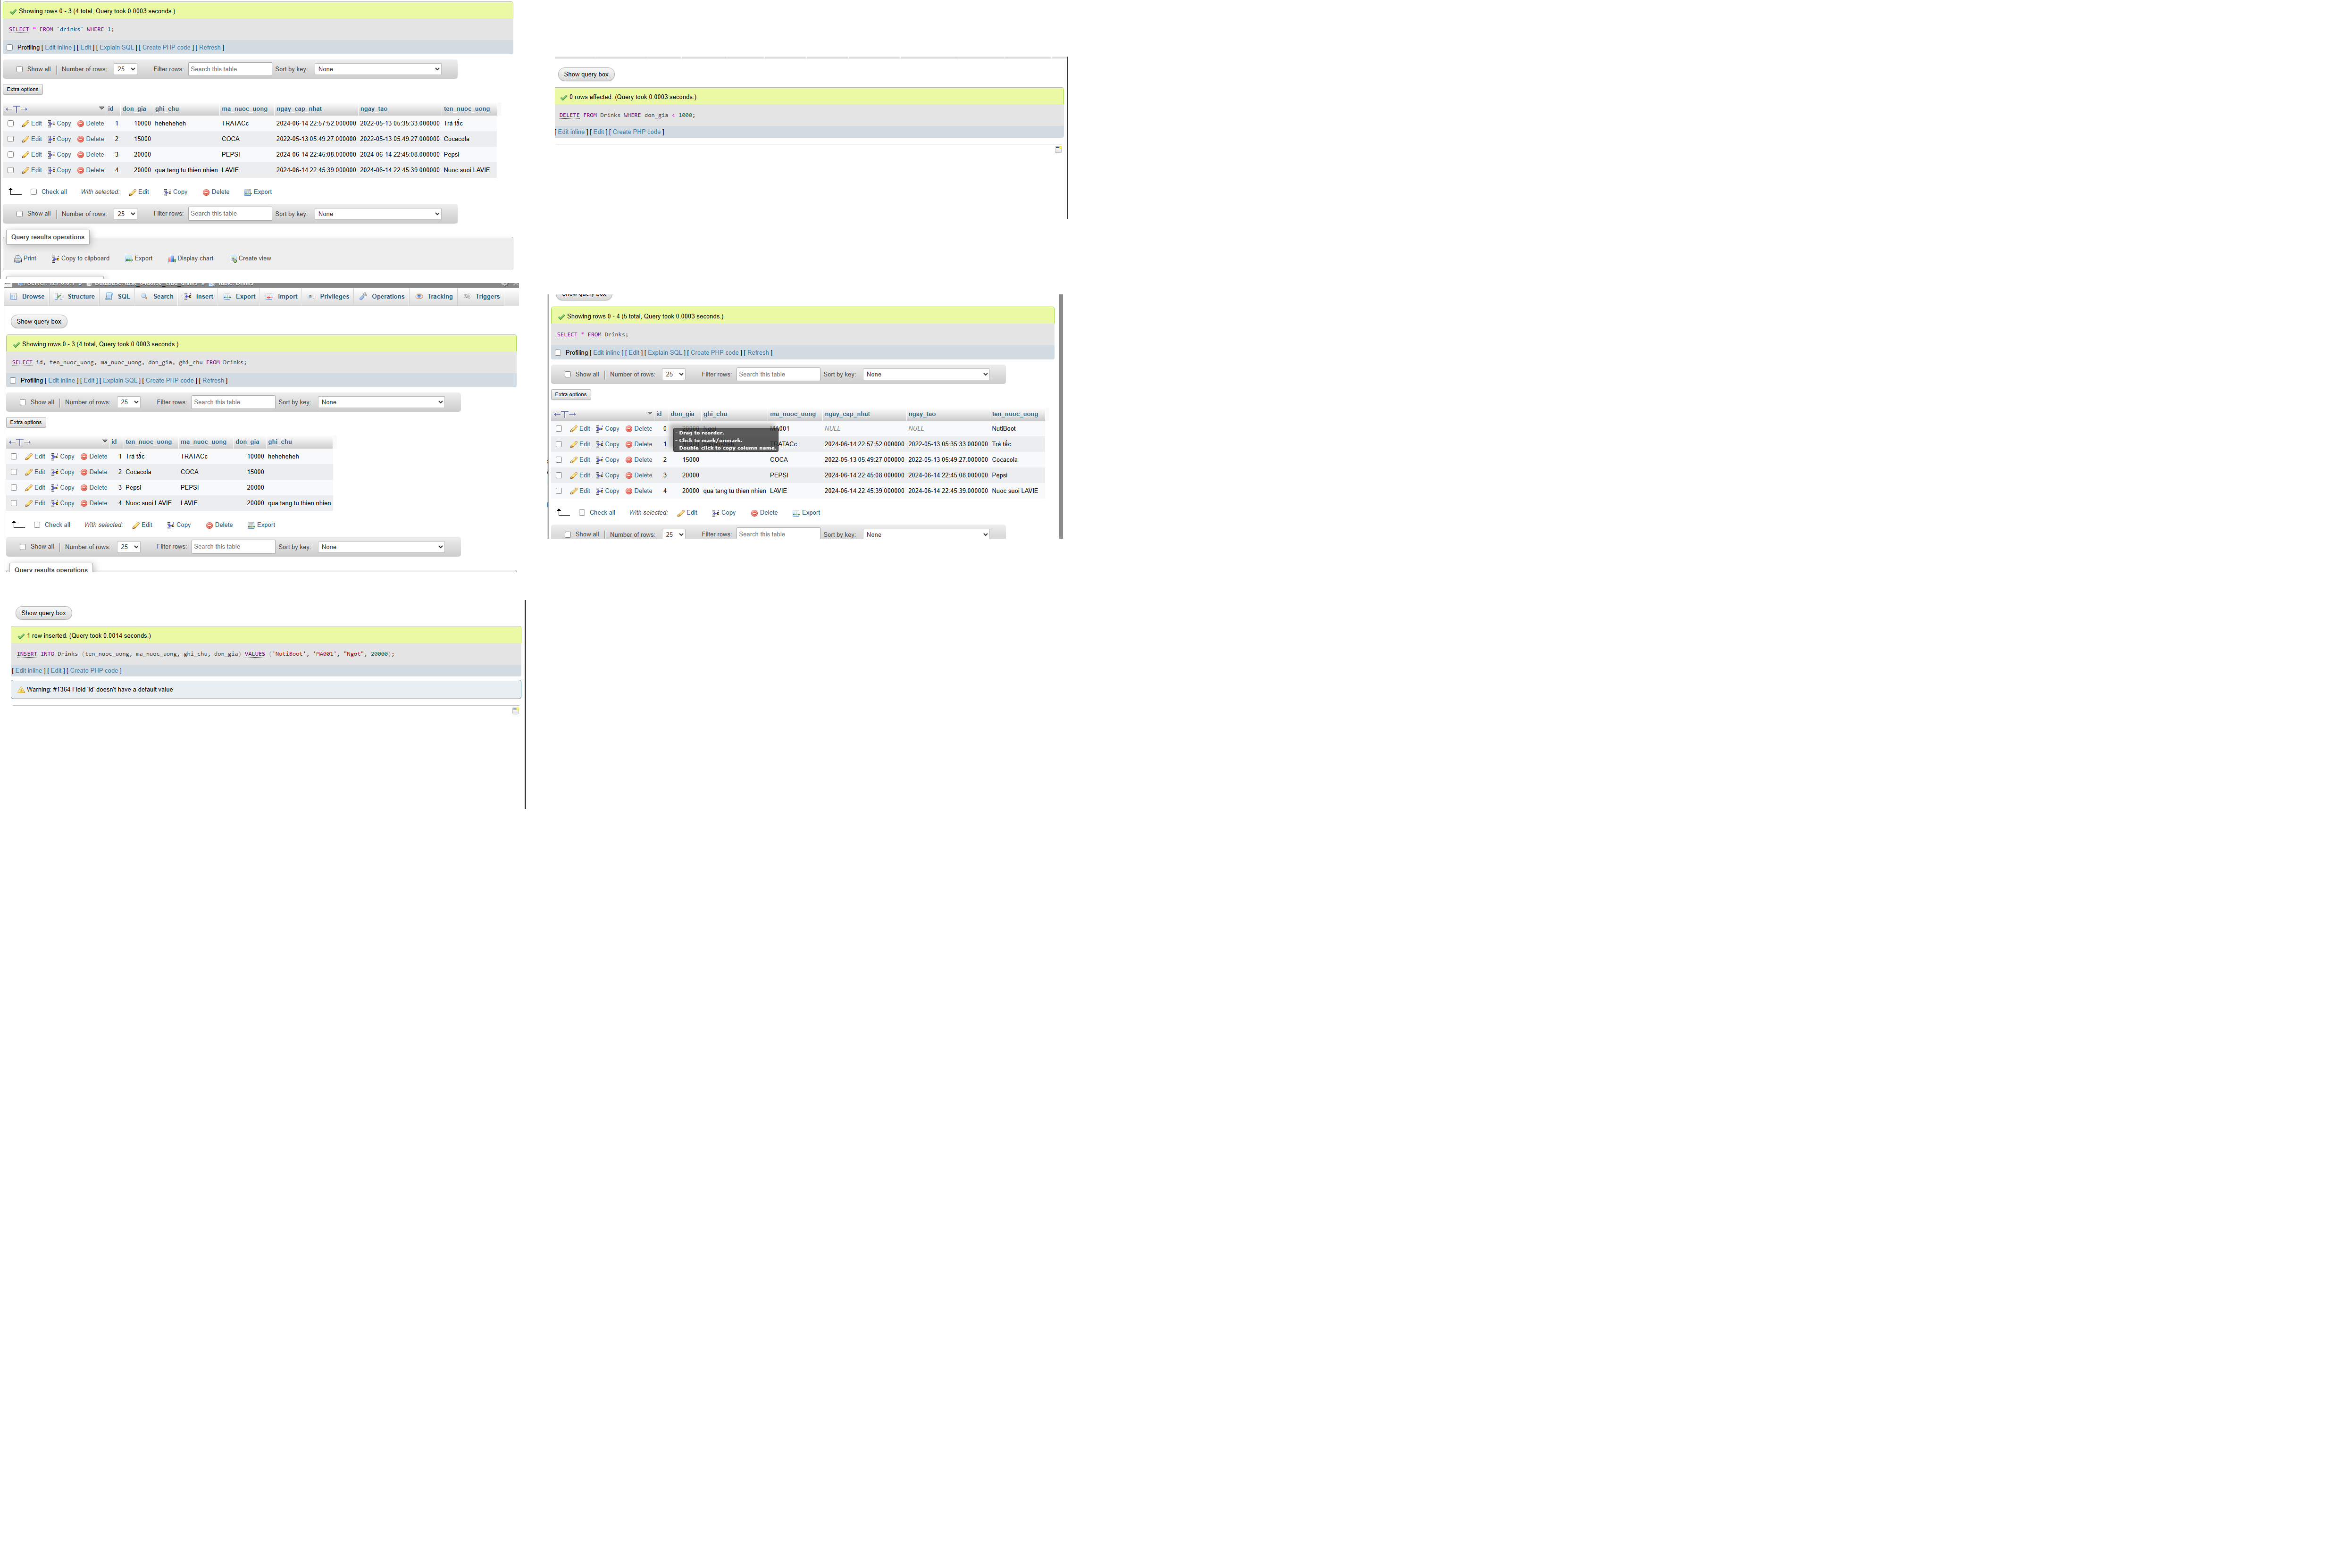 Showing rows 0 - 3 (4 total, Query took 0.0003 seconds.)
SELECT * FROM `drinks` WHERE 1;
Profiling [ Edit inline ] [ Edit ] [ Explain SQL ] [ Create PHP code ] [ Refresh ]
Show all Number of rows: 25 Filter rows: Search this table Sort by key: None
Extra options
id don_gia ghi_chu ma_nuoc_uong ngay_cap_nhat ngay_tao ten_nuoc_uong
Edit Copy Delete 1 10000 heheheheh TRATACc 2024-06-14 22:57:52.000000 2022-05-13 05:35:33.000000 Trà tắc
Edit Copy Delete 2 15000 COCA 2022-05-13 05:49:27.000000 2022-05-13 05:49:27.000000 Cocacola
Edit Copy Delete 3 20000 PEPSI 2024-06-14 22:45:08.000000 2024-06-14 22:45:08.000000 Pepsi
Edit Copy Delete 4 20000 qua tang tu thien nhien LAVIE 2024-06-14 22:45:39.000000 2024-06-14 22:45:39.000000 Nuoc suoi LAVIE
Check all With selected: Edit Copy Delete Export
Show all Number of rows: 25 Filter rows: Search this table Sort by key: None
Query results operations
Print Copy to clipboard Export Display chart Create view
Browse Structure SQL Search Insert Export Import Privileges Operations Tracking Triggers
Show query box
Showing rows 0 - 3 (4 total, Query took 0.0003 seconds.)
SELECT id, ten_nuoc_uong, ma_nuoc_uong, don_gia, ghi_chu FROM Drinks;
Profiling [ Edit inline ] [ Edit ] [ Explain SQL ] [ Create PHP code ] [ Refresh ]
Show all Number of rows: 25 Filter rows: Search this table Sort by key: None
Extra options
id ten_nuoc_uong ma_nuoc_uong don_gia ghi_chu
Edit Copy Delete 1 Trà tắc TRATACc 10000 heheheheh
Edit Copy Delete 2 Cocacola COCA 15000
Edit Copy Delete 3 Pepsi PEPSI 20000
Edit Copy Delete 4 Nuoc suoi LAVIE LAVIE 20000 qua tang tu thien nhien
Check all With selected: Edit Copy Delete Export
Show all Number of rows: 25 Filter rows: Search this table Sort by key: None
Query results operations
Show query box
1 row inserted. (Query took 0.0014 seconds.)
INSERT INTO Drinks (ten_nuoc_uong, ma_nuoc_uong, ghi_chu, don_gia) VALUES ('NutiBoot', 'MA001', "Ngot", 20000);
[ Edit inline ] [ Edit ] [ Create PHP code ]
Warning: #1364 Field 'id' doesn't have a default value
Show query box
0 rows affected. (Query took 0.0003 seconds.)
DELETE FROM Drinks WHERE don_gia < 1000;
[ Edit inline ] [ Edit ] [ Create PHP code ]
Show query box
Showing rows 0 - 4 (5 total, Query took 0.0003 seconds.)
SELECT * FROM Drinks;
Profiling [ Edit inline ] [ Edit ] [ Explain SQL ] [ Create PHP code ] [ Refresh ]
Show all Number of rows: 25 Filter rows: Search this table Sort by key: None
Extra options
id don_gia ghi_chu ma_nuoc_uong ngay_cap_nhat ngay_tao ten_nuoc_uong
Edit Copy Delete 0 NULL NULL NutiBoot
- Drag to reorder.
- Click to mark/unmark.
- Double-click to copy column name.
Edit Copy Delete 1 2024-06-14 22:57:52.000000 2022-05-13 05:35:33.000000 Trà tắc
Edit Copy Delete 2 15000 COCA 2022-05-13 05:49:27.000000 2022-05-13 05:49:27.000000 Cocacola
Edit Copy Delete 3 20000 PEPSI 2024-06-14 22:45:08.000000 2024-06-14 22:45:08.000000 Pepsi
Edit Copy Delete 4 20000 qua tang tu thien nhien LAVIE 2024-06-14 22:45:39.000000 2024-06-14 22:45:39.000000 Nuoc suoi LAVIE
Check all With selected: Edit Copy Delete Export
Show all Number of rows: 25 Filter rows: Search this table Sort by key: None